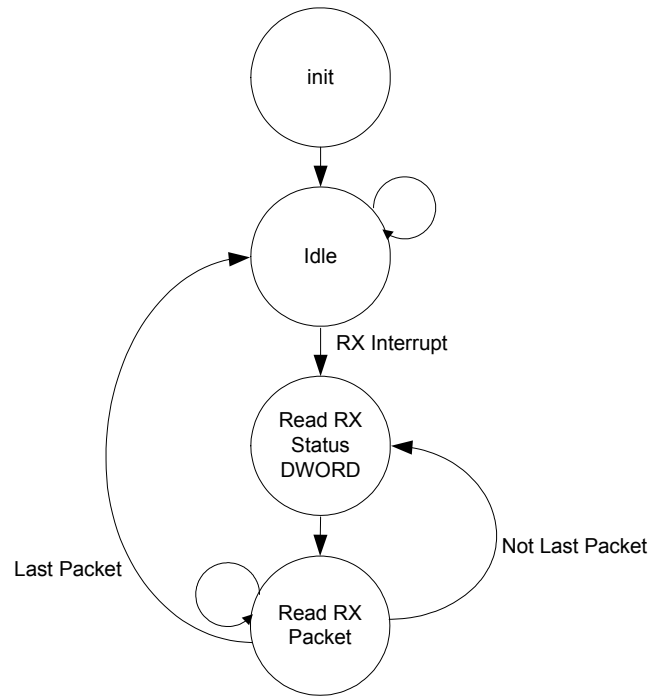 init
Idle
RX Interrupt
Read RX
Status
DWORD
Not Last Packet
Last Packet
Read RX
Packet